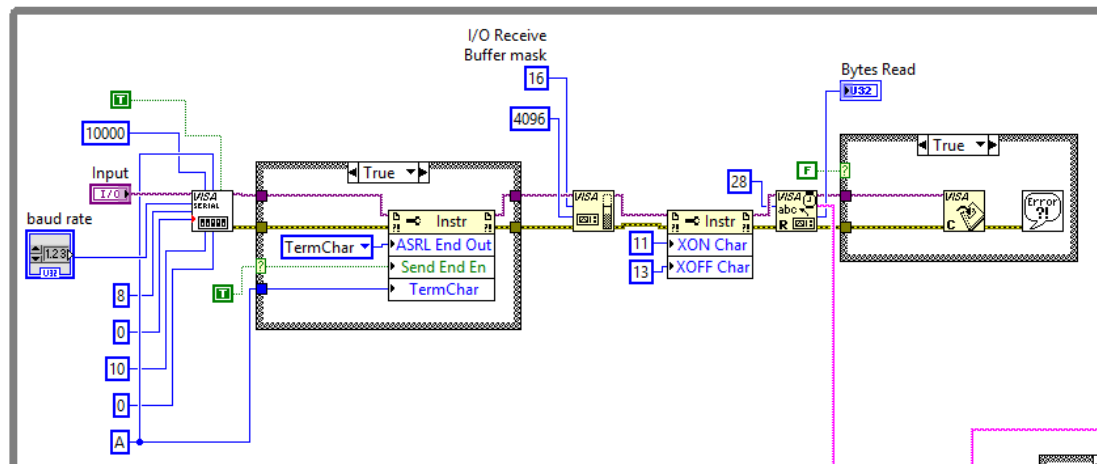 I/O Receive
Buffer mask
16
4096
T
10000
Input
I/O
baud rate
1.2.3
U32
8
0
10
0
A
VISA
SERIAL
True
TermChar
T
Instr
ASRL End Out
Send End En
TermChar
?
?!
?!
VISA
11
13
Instr
XON Char
XOFF Char
?!
?!
28
VISA
abc
R
Bytes Read
U32
F
?
True
VISA
C
Error
?!